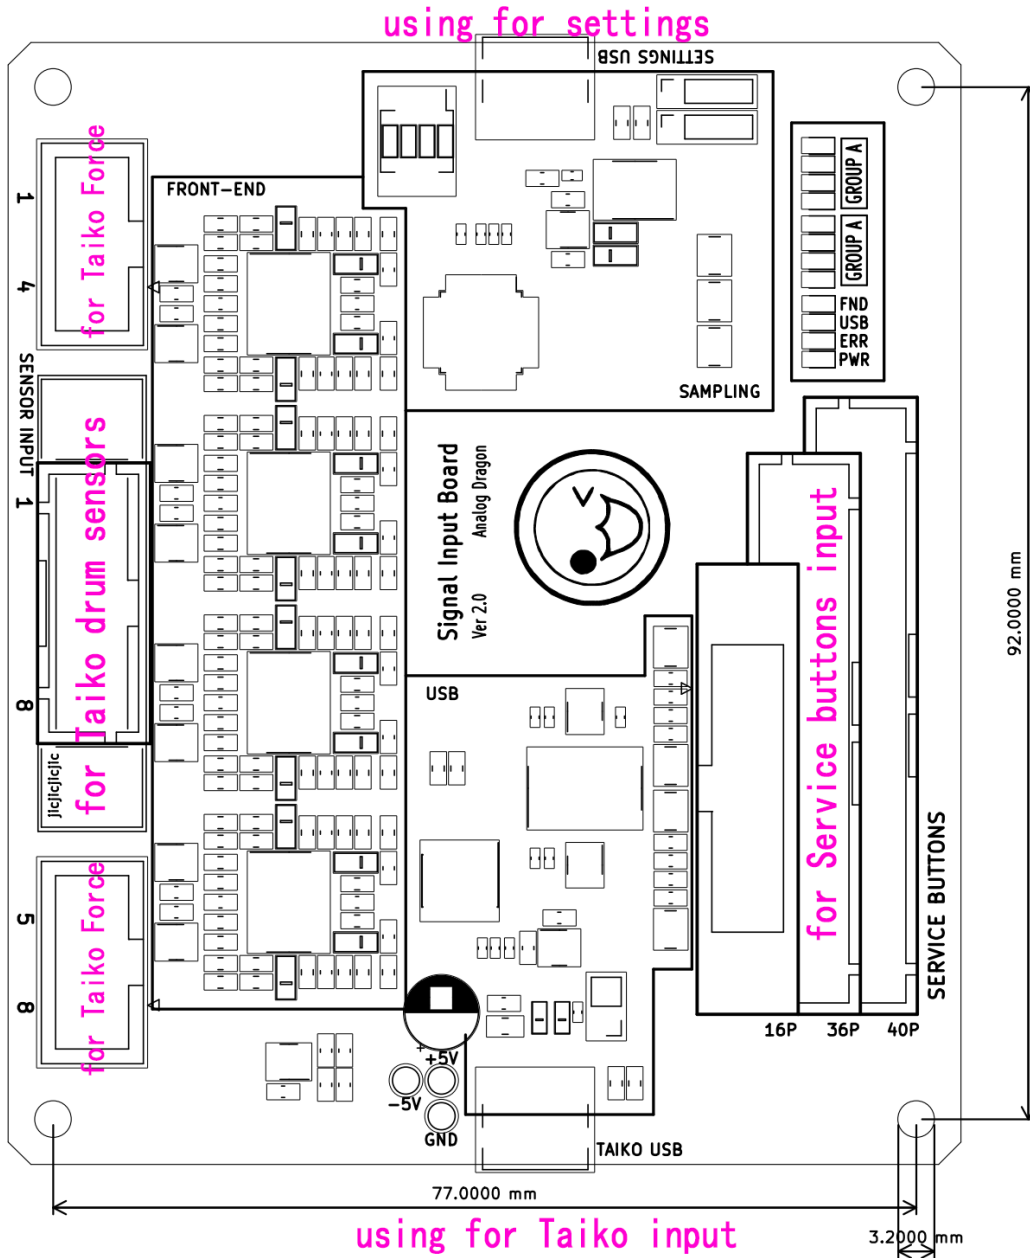 using for settings
SETTINGS USB
FRONT-END
for Taiko Force
1
4
GROUP A
GROUP A
FND
USB
ERR
PWR
SAMPLING
SENSOR INPUT
1
8
for Taiko drum sensors
jicjicjicjic
Signal Input Board
Analog Dragon
Ver 2.0
USB
for Service buttons input
SERVICE BUTTONS
16P
36P
40P
92.0000 mm
for Taiko Force
5
8
+
+5V
-5V
GND
TAIKO USB
77.0000 mm
3.2000 mm
using for Taiko input